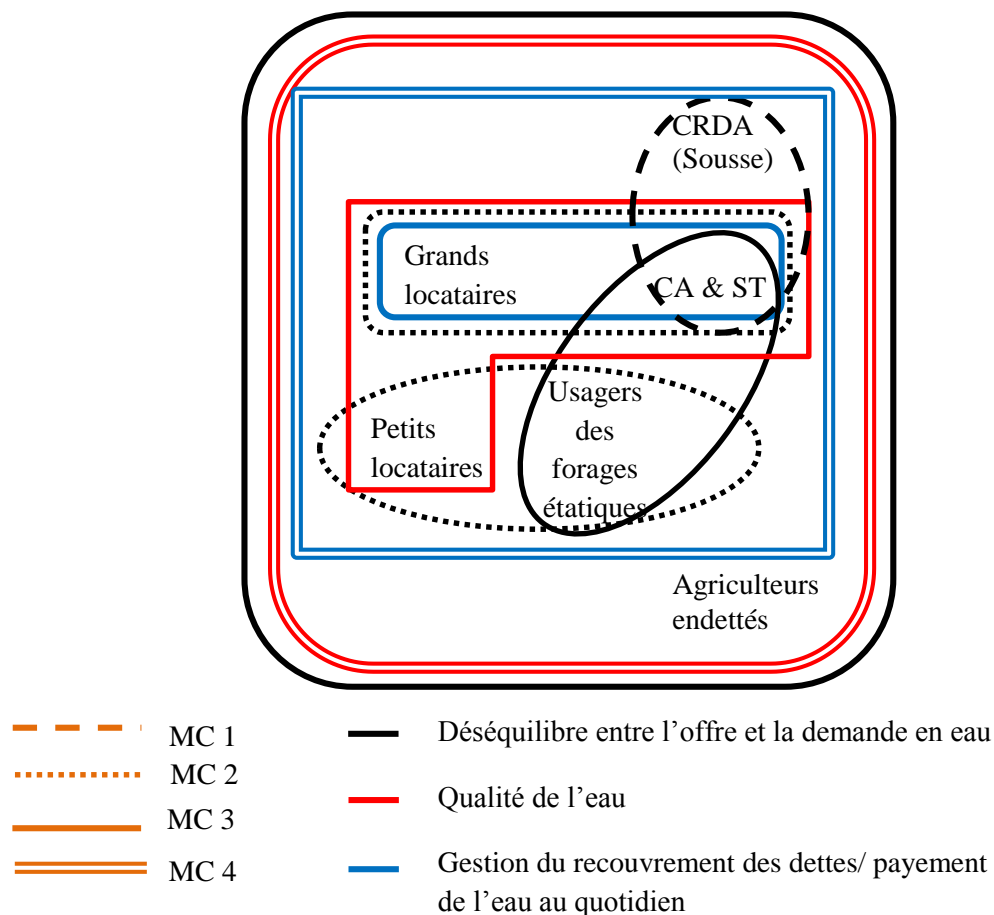 CRDA
(Sousse)
Grands
locataires
CA & ST
Usagers
des
forages
étatiques
Petits
locataires
Agriculteurs
endettés
MC 1
MC 2
MC 3
MC 4
Déséquilibre entre l’offre et la demande en eau
Qualité de l’eau
Gestion du recouvrement des dettes/ payement
de l’eau au quotidien